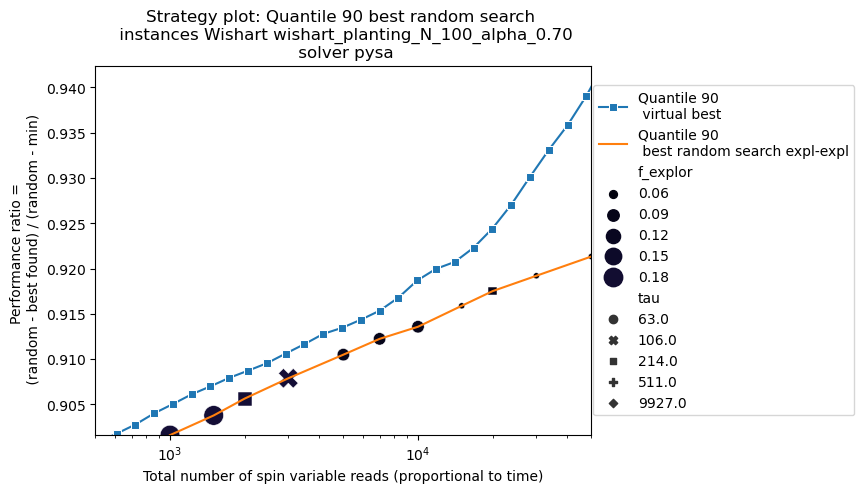 Strategy plot: Quantile 90 best random search
instances Wishart wishart_planting_N_100_alpha_0.70
solver pysa
Performance ratio =
(random - best found) / (random - min)
0.940
0.935
0.930
0.925
0.920
0.915
0.910
0.905
10^3
10^4
Total number of spin variable reads (proportional to time)
Quantile 90
virtual best
Quantile 90
best random search expl-expl
f_explor
0.06
0.09
0.12
0.15
0.18
tau
63.0
106.0
214.0
511.0
9927.0